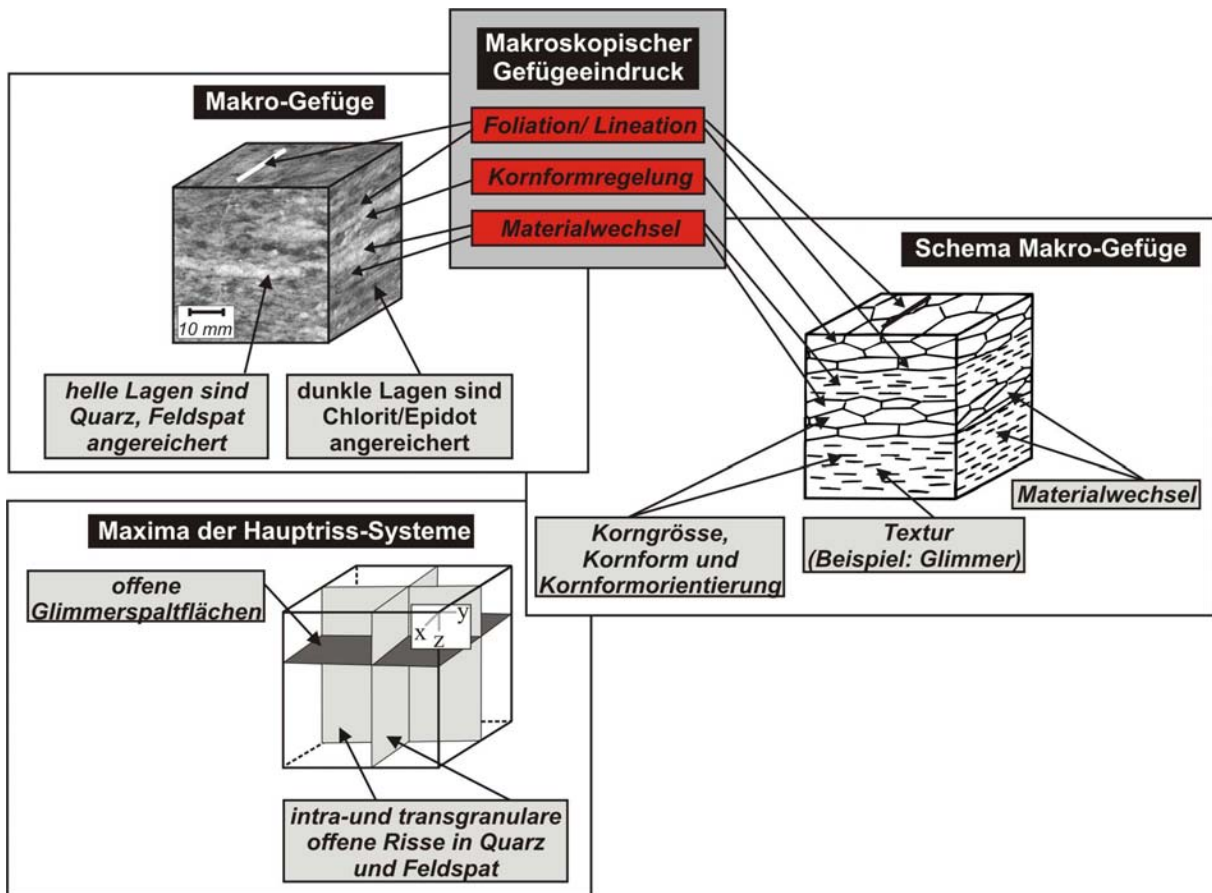 Makroskopischer
Gefügeeindruck
Foliation/ Lineation
Kornformregelung
Materialwechsel
Makro-Gefüge
10 mm
helle Lagen sind
Quarz, Feldspat
angereichert
dunkle Lagen sind
Chlorit/Epidot
angereichert
Schema Makro-Gefüge
Materialwechsel
Korngrösse,
Kornform und
Kornformorientierung
Textur
(Beispiel: Glimmer)
Maxima der Hauptriss-Systeme
offene
Glimmerspaltflächen
x y
z
intra-und transgranulare
offene Risse in Quarz
und Feldspat